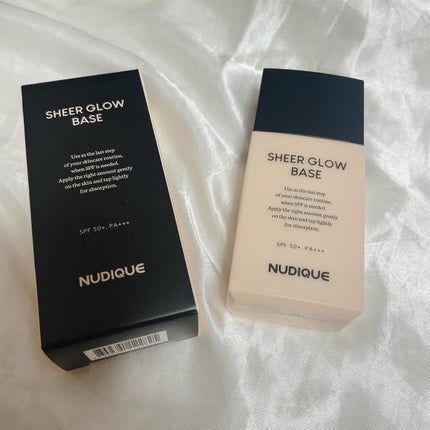 SHEER GLOW
BASE
Use as the last step
of your skincare routine,
when SPF is needed.
Apply the right amount gently
on the skin and tap lightly
for absorption.
SPF 50+, PA+++
NUDIQUE
SHEER GLOW
BASE
Use as the last step
of your skincare routine,
when SPF is needed.
Apply the right amount gently
on the skin and tap lightly
for absorption.
SPF 50+, PA+++
NUDIQUE